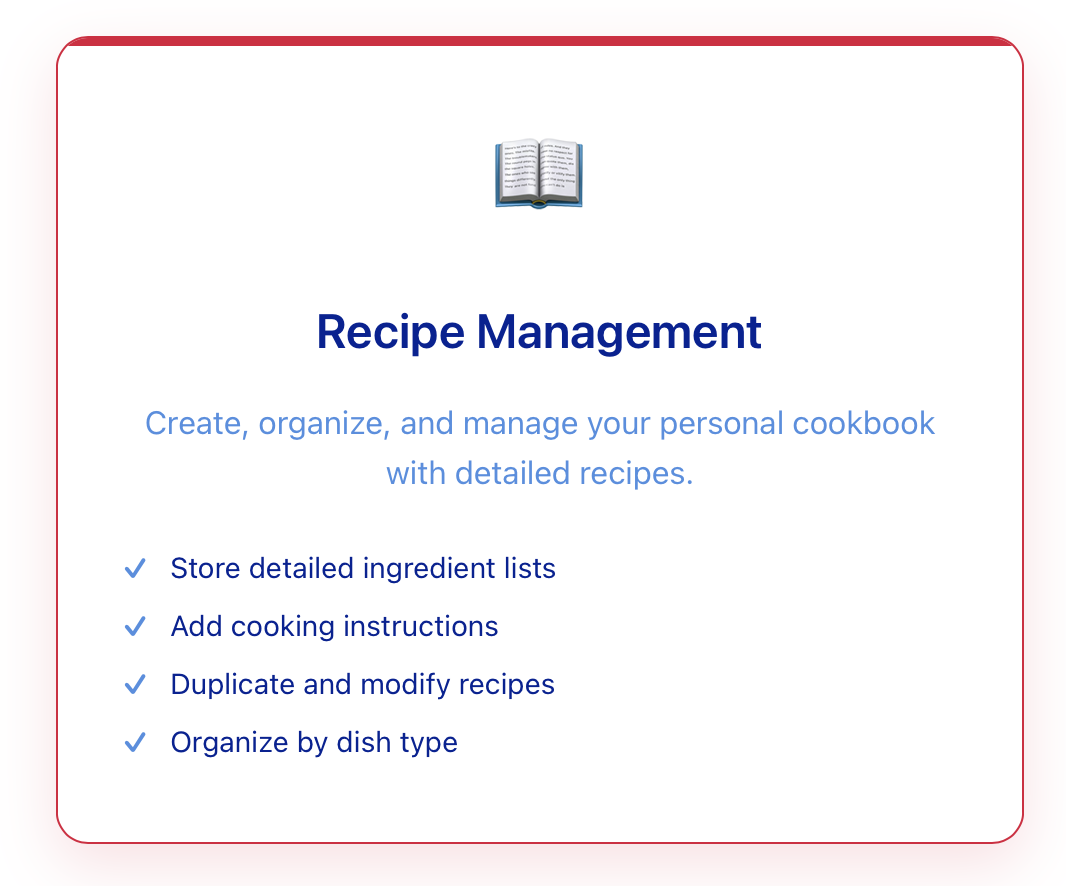 Recipe Management
Create, organize, and manage your personal cookbook
with detailed recipes.
Store detailed ingredient lists
Add cooking instructions
Duplicate and modify recipes
Organize by dish type